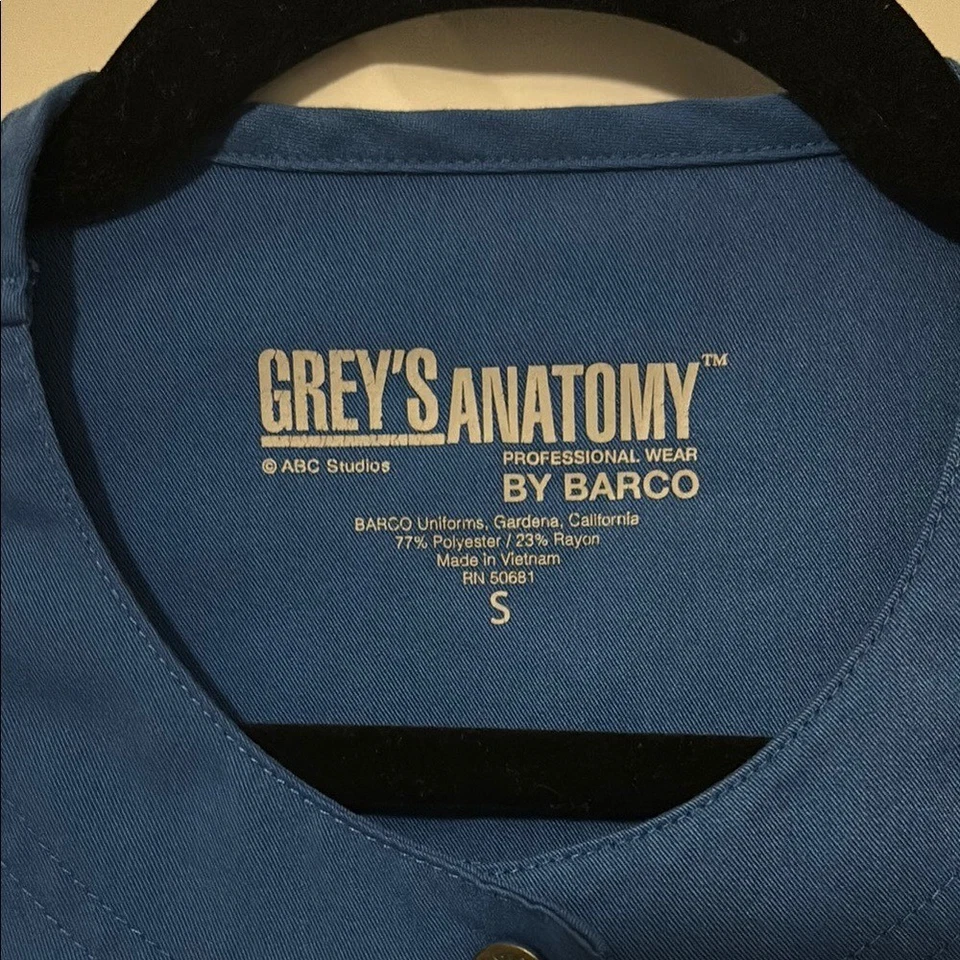 GREY'S ANATOMY™
PROFESSIONAL WEAR
© ABC Studios
BY BARCO
BARCO Uniforms, Gardena, California
77% Polyester / 23% Rayon
Made in Vietnam
RN 50681
S